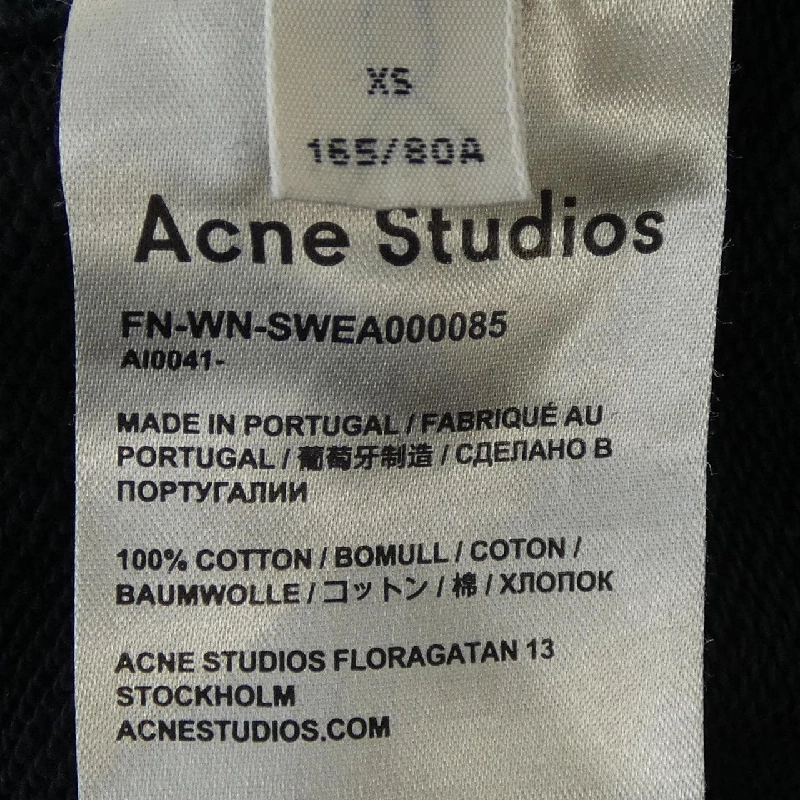 XS
165/80A
Acne Studios
FN-WN-SWEA000085
AI0041-
MADE IN PORTUGAL / FABRIQUÉ AU
PORTUGAL / 葡萄牙制造 / СДЕЛАНО В
ПОРТУГАЛИИ
100% COTTON / BOMULL / COTON /
BAUMWOLLE / コットン / 棉 / ХЛОПОК
ACNE STUDIOS FLORAGATAN 13
STOCKHOLM
ACNESTUDIOS.COM